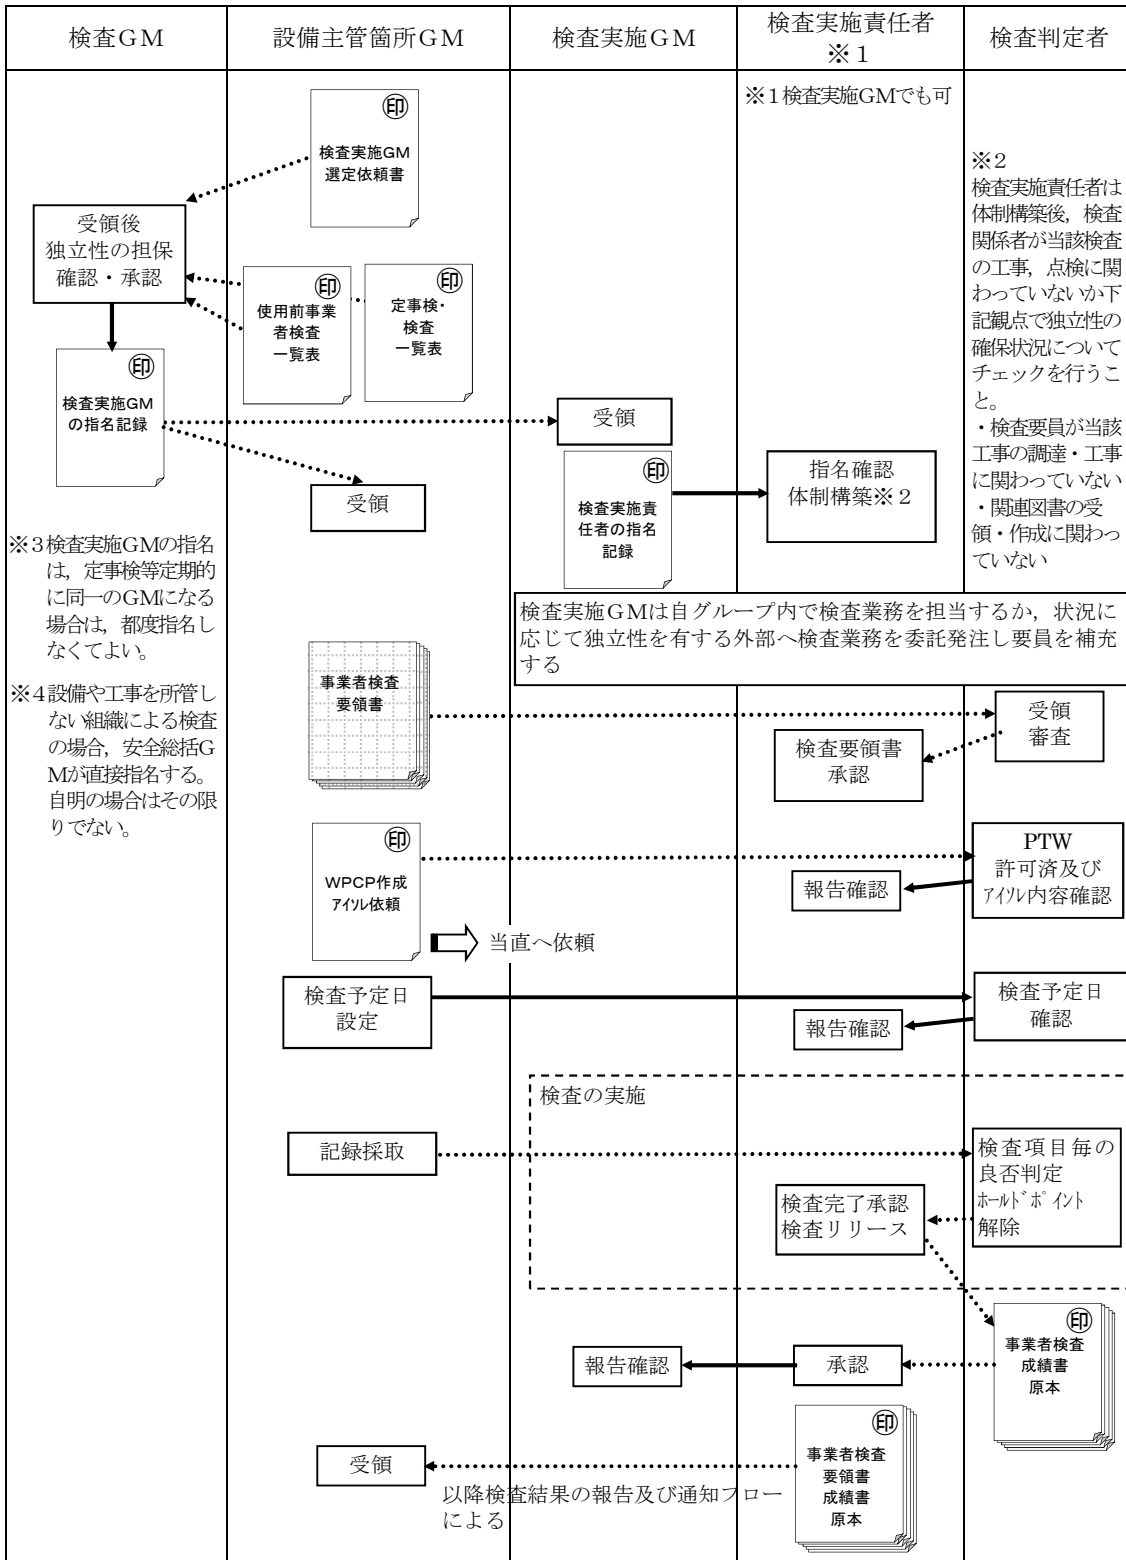 検査ＧＭ
設備主管箇所ＧＭ
検査実施ＧＭ
検査実施責任者
※１
検査判定者
※１検査実施GMでも可
㊞
検査実施GM
選定依頼書
受領後
独立性の担保
確認・承認
㊞
使用前事業
者検査
一覧表
㊞
定事検・
検査
一覧表
※２
検査実施責任者は
体制構築後，検査
関係者が当該検査
の工事，点検に関
わっていないか下
記観点で独立性の
確保状況について
チェックを行うこ
と。
・検査要員が当該
工事の調達・工事
に関わっていない
・関連図書の受
領・作成に関わっ
ていない
㊞
検査実施GM
の指名記録
受領
受領
㊞
検査実施責
任者の指名
記録
指名確認
体制構築※２
※３検査実施GMの指名
は，定事検等定期的
に同一のGMになる
場合は，都度指名し
なくてよい。
※４設備や工事を所管し
ない組織による検査
の場合，安全総括G
Mが直接指名する。
自明の場合はその限
りでない。
検査実施ＧＭは自グループ内で検査業務を担当するか，状況に
応じて独立性を有する外部へ検査業務を委託発注し要員を補充
する
事業者検査
要領書
受領
審査
検査要領書
承認
㊞
WPCP作成
ｱｲｿﾚ依頼
PTW
許可済及び
ｱｲｿﾚ内容確認
報告確認
当直へ依頼
検査予定日
設定
検査予定日
確認
報告確認
検査の実施
記録採取
検査項目毎の
良否判定
ﾎｰﾙﾄﾞﾎﾟｲﾝﾄ
解除
検査完了承認
検査リリース
㊞
事業者検査
成績書
原本
承認
報告確認
㊞
事業者検査
要領書
成績書
原本
受領
以降検査結果の報告及び通知フロー
による